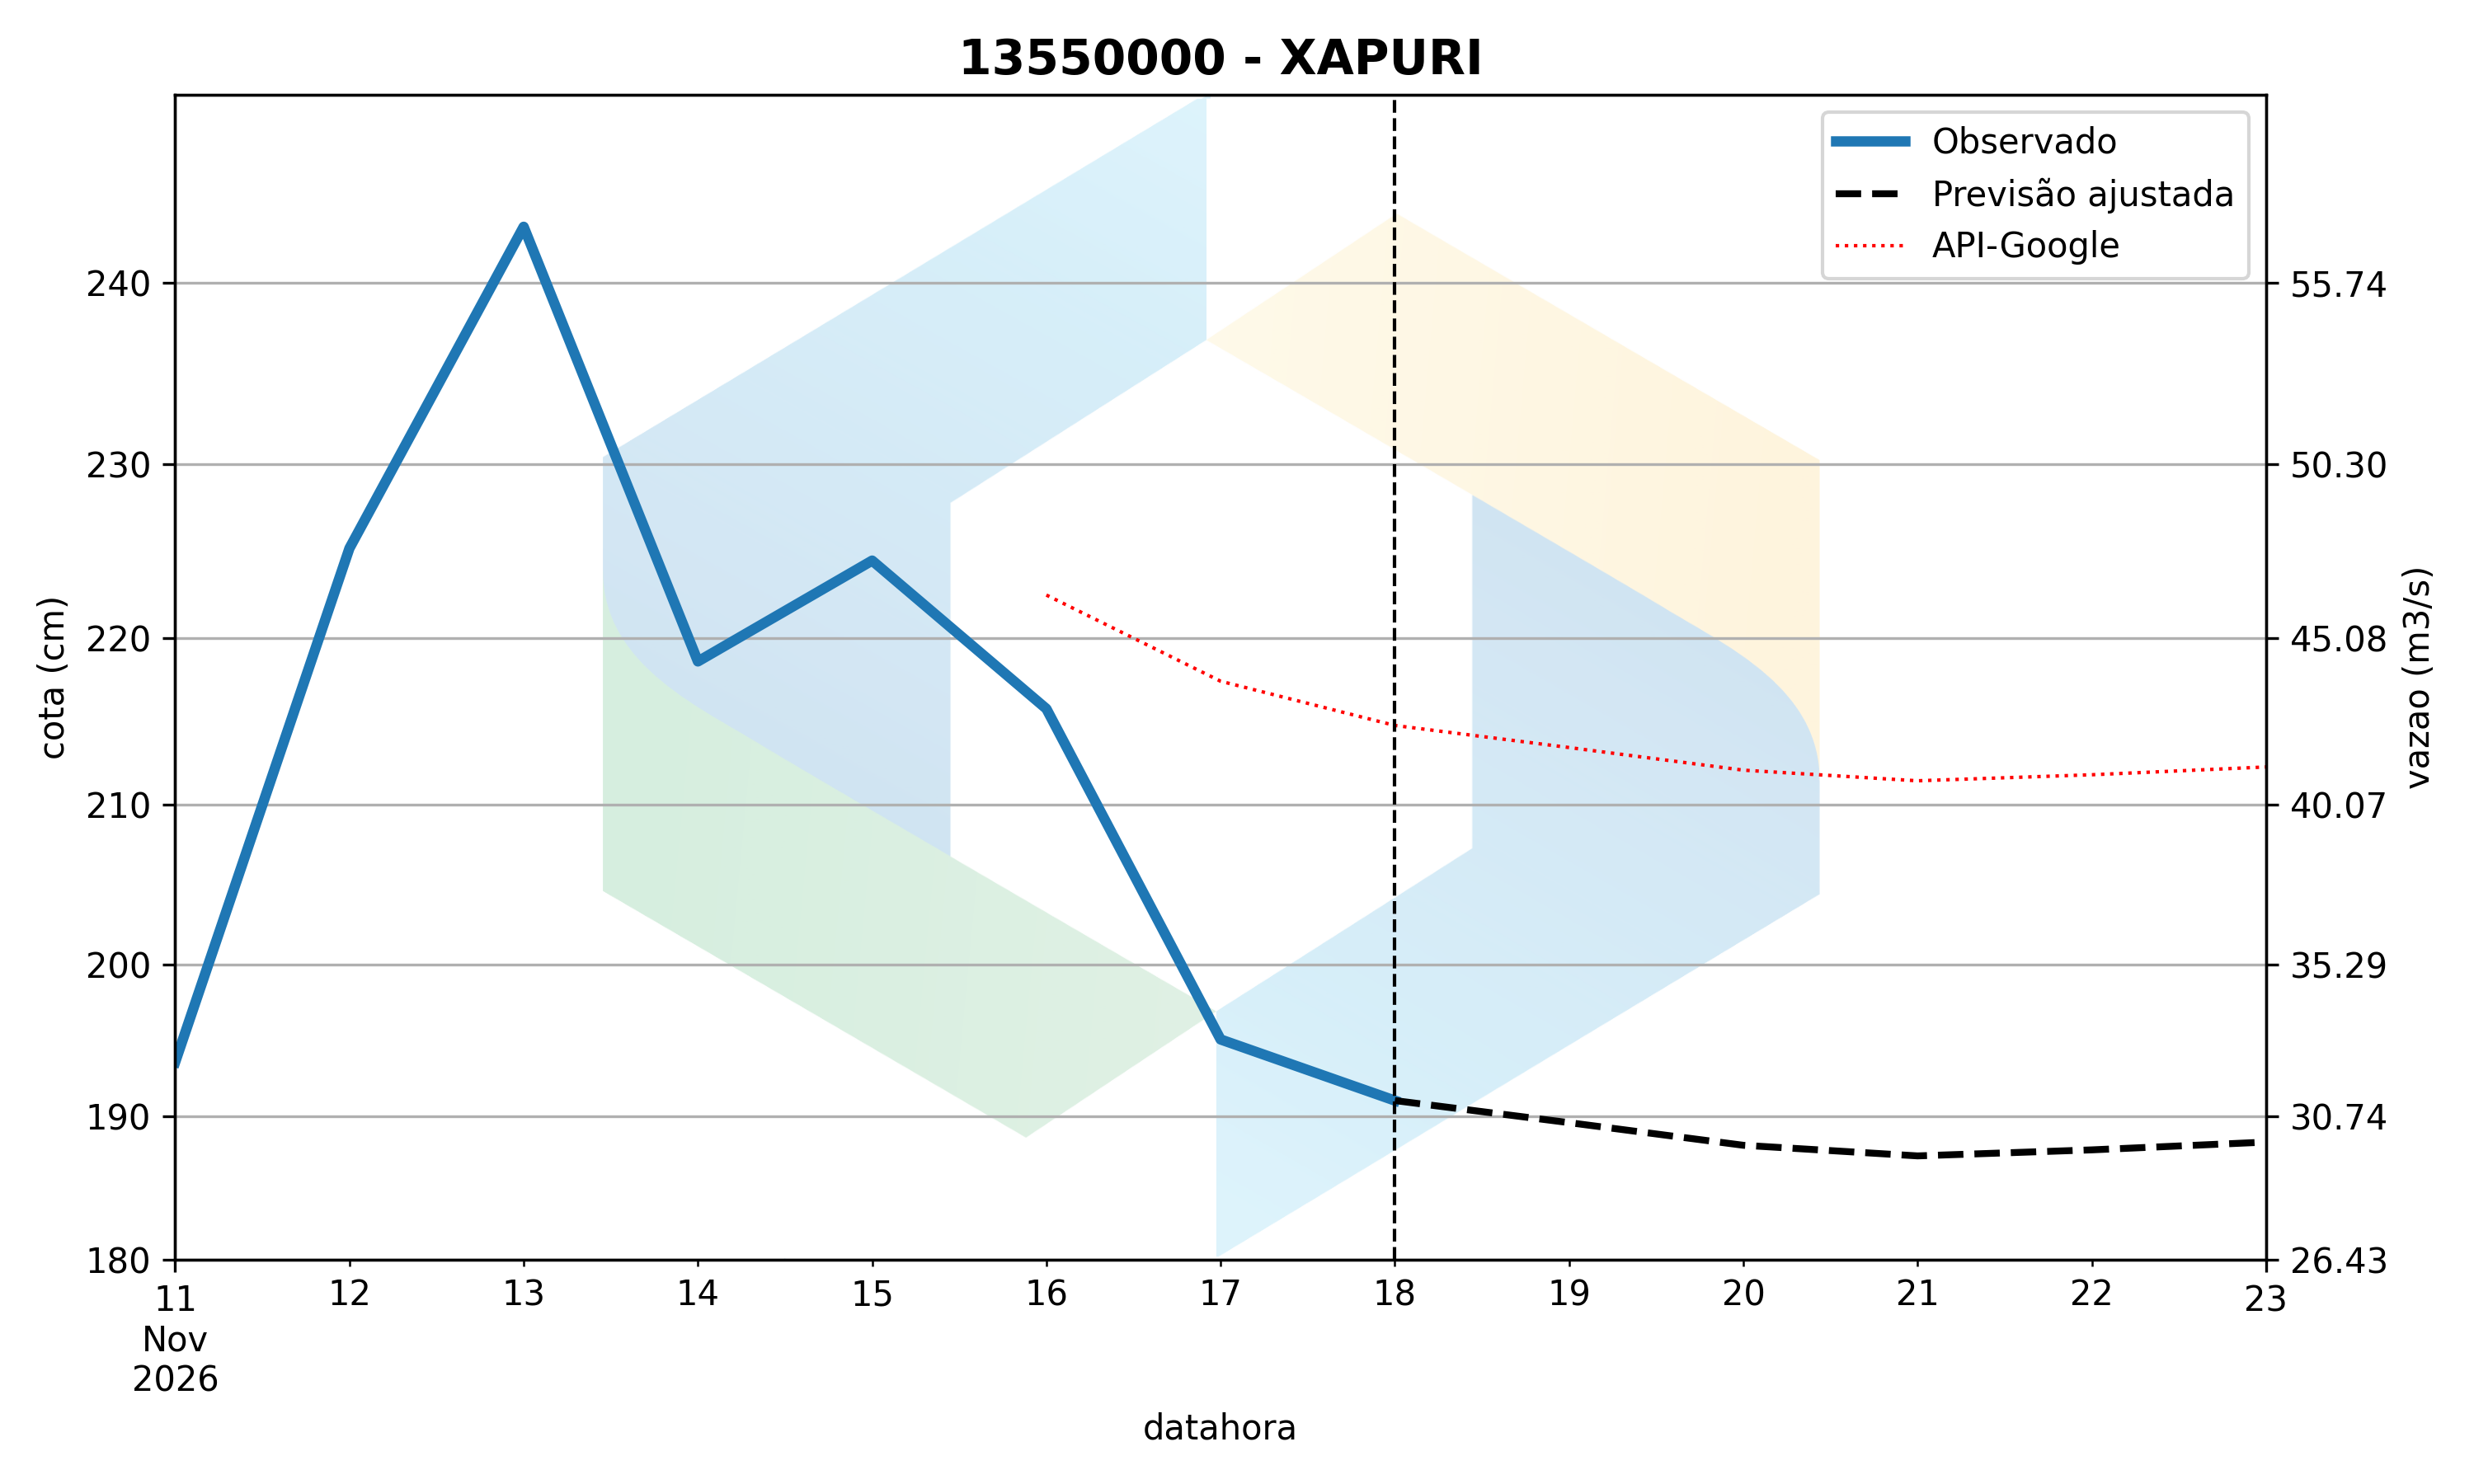 13550000 - XAPURI
Observado
Previsão ajustada
API-Google
240
230
220
210
200
190
180
cota (cm)
55.74
50.30
45.08
40.07
35.29
30.74
26.43
vazao (m3/s)
11 12 13 14 15 16 17 18 19 20 21 22 23
Nov
2026
datahora